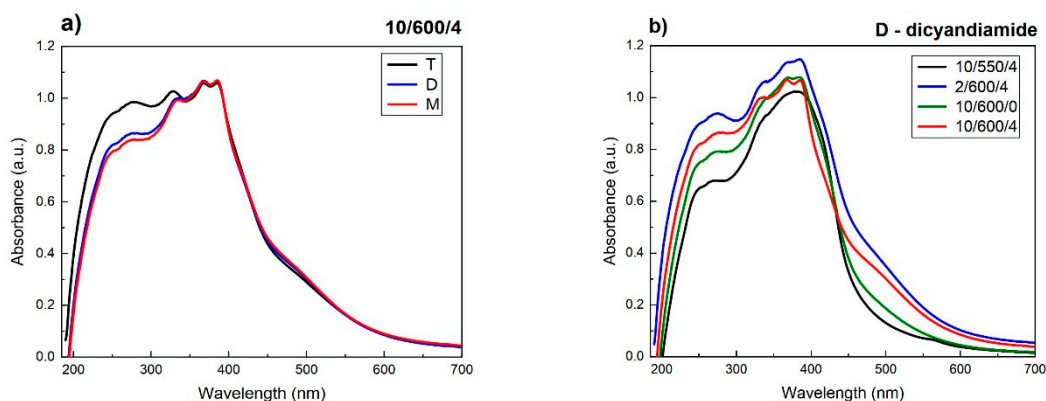 a)
10/600/4
T
D
M
1.2
1.0
0.8
0.6
0.4
0.2
0.0
Absorbance (a.u.)
200 300 400 500 600 700
Wavelength (nm)
b)
D - dicyandiamide
10/550/4
2/600/4
10/600/0
10/600/4
1.2
1.0
0.8
0.6
0.4
0.2
0.0
Absorbance (a.u.)
200 300 400 500 600 700
Wavelength (nm)